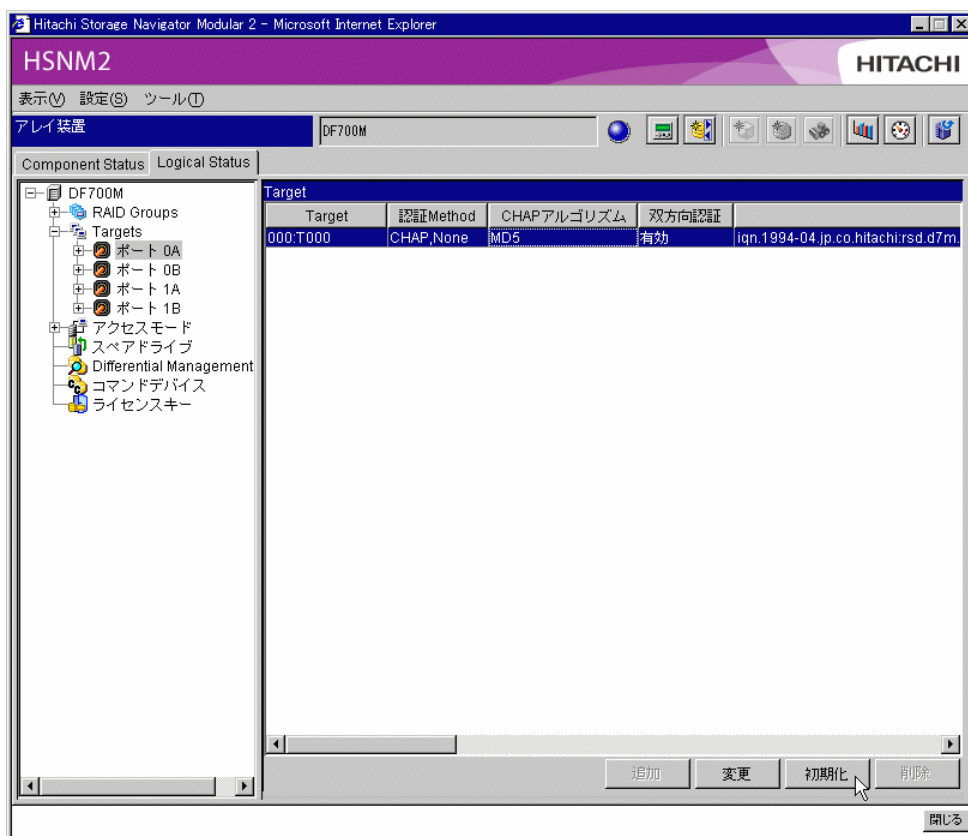 Hitachi Storage Navigator Modular 2 - Microsoft Internet Explorer
HSNM2 HITACHI
表示(V) 設定(S) ツール(T)
アレイ装置 DF700M
Component Status Logical Status
DF700M
RAID Groups
Targets
ポート 0A
ポート 0B
ポート 1A
ポート 1B
アクセスモード
スペアドライブ
Differential Management
コマンドデバイス
ライセンスキー
Target
Target 認証Method CHAPアルゴリズム 双方向認証
000:T000 CHAP,None MD5 有効 iqn.1994-04.jp.co.hitachi:rsd.d7m.
追加 変更 初期化 削除
閉じる